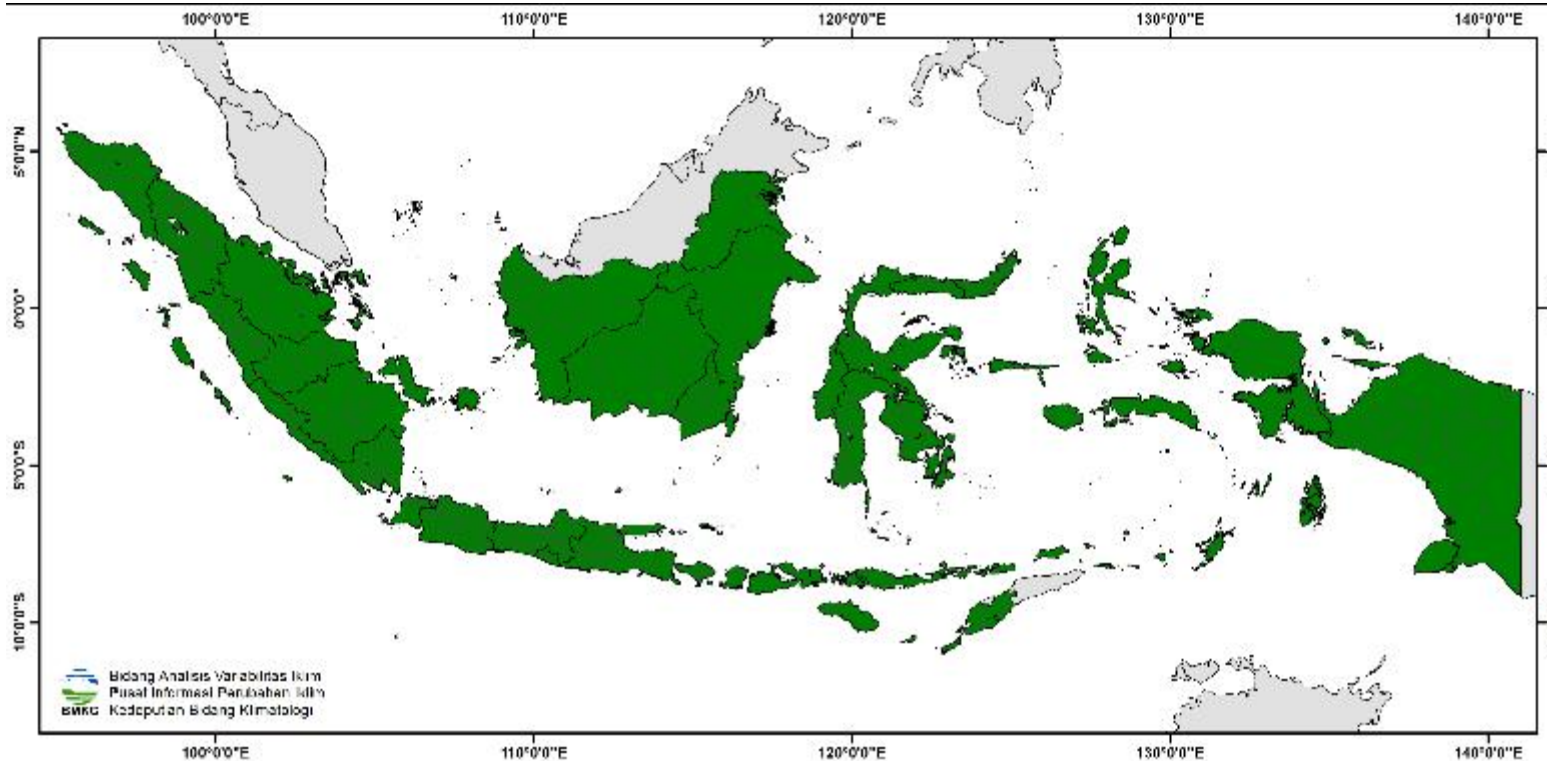 100°0'0"E 110°0'0"E 120°0'0"E 130°0'0"E 140°0'0"E
5°0'0"N
0°0'0"
5°0'0"S
10°0'0"S
Bidang Analisis Variabilitas Iklim
Pusat Informasi Perubahan Iklim
BMKG Kedeputian Bidang Klimatologi
100°0'0"E 110°0'0"E 120°0'0"E 130°0'0"E 140°0'0"E